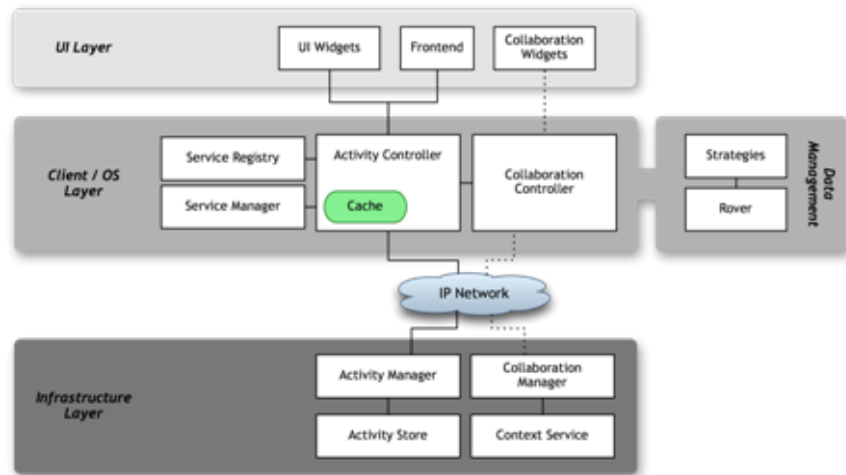 UI Layer
UI Widgets
Frontend
Collaboration
Widgets
Client / OS
Layer
Service Registry
Service Manager
Activity Controller
Cache
Collaboration
Controller
Strategies
Rover
Data
Management
IP Network
Infrastructure
Layer
Activity Manager
Collaboration
Manager
Activity Store
Context Service